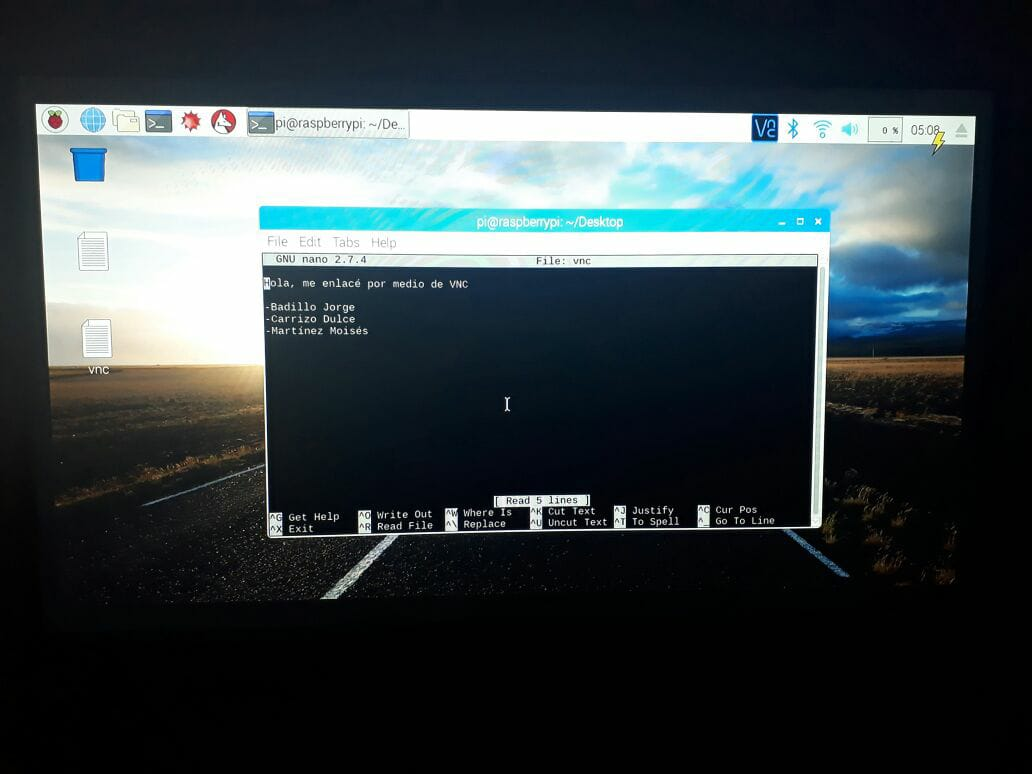 pi@raspberrypi: ~/De...
0 %
05:08
pi@raspberrypi: ~/Desktop
File Edit Tabs Help
GNU nano 2.7.4 File: vnc
Hola, me enlacé por medio de VNC
-Badillo Jorge
-Carrizo Dulce
-Martínez Moisés
vnc
[ Read 5 lines ]
^G Get Help ^O Write Out ^W Where Is ^K Cut Text ^J Justify ^C Cur Pos
^X Exit ^R Read File ^\ Replace ^U Uncut Text ^T To Spell ^_ Go To Line